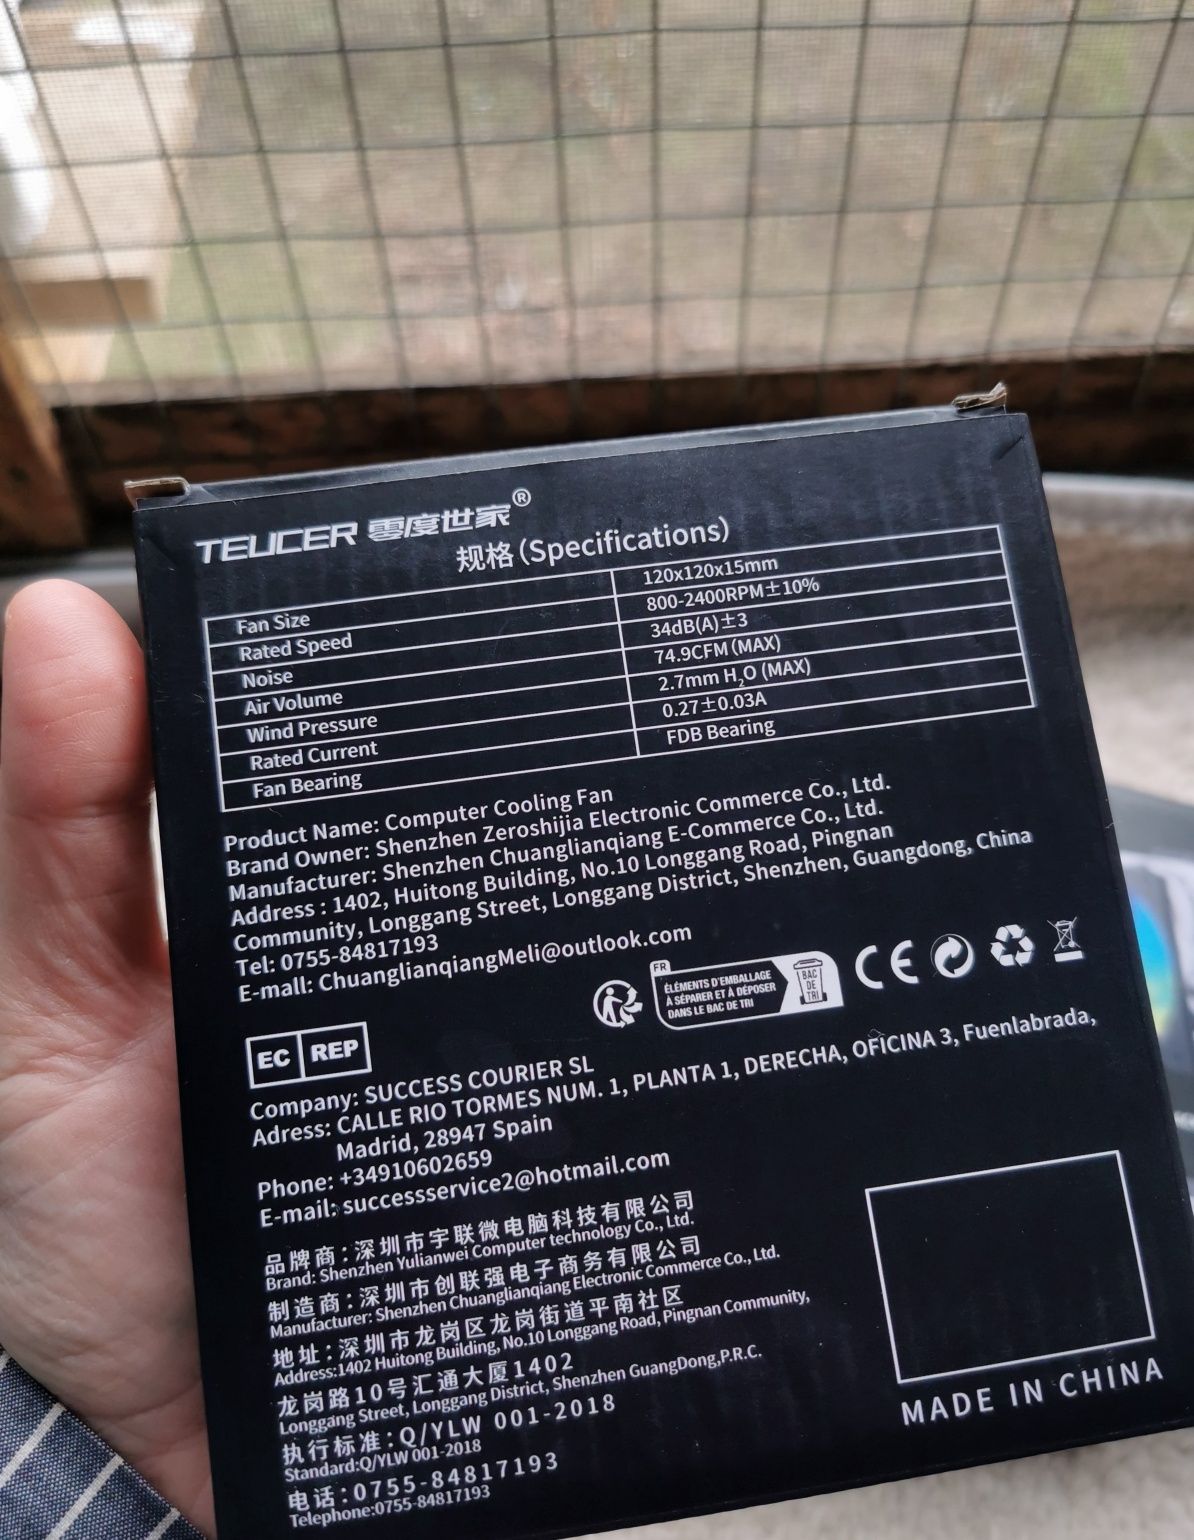 TEUCER 零度世家®
规格(Specifications)
Fan Size 120x120x15mm
Rated Speed 800-2400RPM±10%
Noise 34dB(A)±3
Air Volume 74.9CFM(MAX)
Wind Pressure 2.7mm H₂O (MAX)
Rated Current 0.27±0.03A
Fan Bearing FDB Bearing
Product Name: Computer Cooling Fan
Brand Owner: Shenzhen Zeroshijia Electronic Commerce Co., Ltd.
Manufacturer: Shenzhen Chuanglianqiang E-Commerce Co., Ltd.
Address : 1402, Huitong Building, No.10 Longgang Road, Pingnan
Community, Longgang Street, Longgang District, Shenzhen, Guangdong, China
Tel: 0755-84817193
E-mall: ChuanglianqiangMeli@outlook.com
FR
ÉLÉMENTS D'EMBALLAGE
À SÉPARER ET À DÉPOSER
DANS LE BAC DE TRI
BAC
DE
TRI
CE
EC REP
Company: SUCCESS COURIER SL
Adress: CALLE RIO TORMES NUM. 1, PLANTA 1, DERECHA, OFICINA 3, Fuenlabrada,
Madrid, 28947 Spain
Phone: +34910602659
E-mail: successservice2@hotmail.com
品牌商:深圳市宇联微电脑科技有限公司
Brand: Shenzhen Yulianwei Computer technology Co., Ltd.
制造商:深圳市创联强电子商务有限公司
Manufacturer: Shenzhen Chuanglianqiang Electronic Commerce Co., Ltd.
地址:深圳市龙岗区龙岗街道平南社区
Address:1402 Huitong Building, No.10 Longgang Road, Pingnan Community,
龙岗路10号汇通大厦1402
Longgang Street, Longgang District, Shenzhen GuangDong,P.R.C.
执行标准:Q/YLW 001-2018
Standard:Q/YLW 001-2018
电话:0755-84817193
Telephone:0755-84817193
MADE IN CHINA